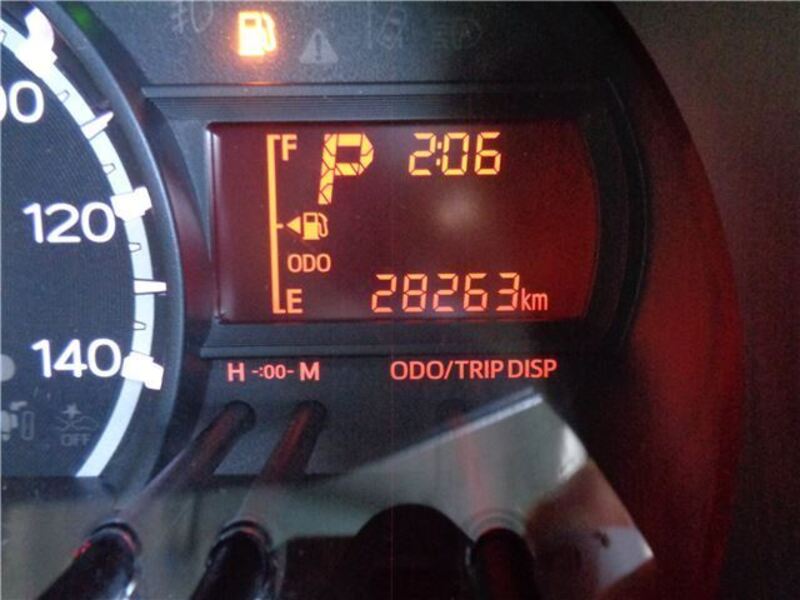 00
120
140
F
P
2:06
ODO
E
28263km
H -:00- M
ODO/TRIP DISP
OFF